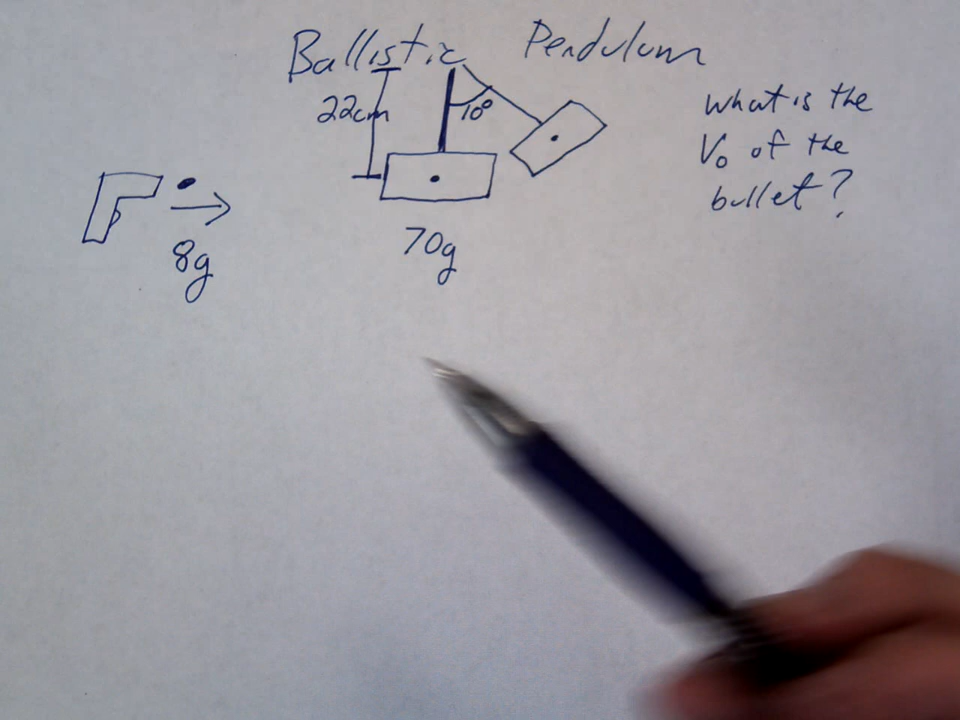 Ballistic Pendulum
22cm
10°
what is the
V₀ of the
bullet?
8g
70g